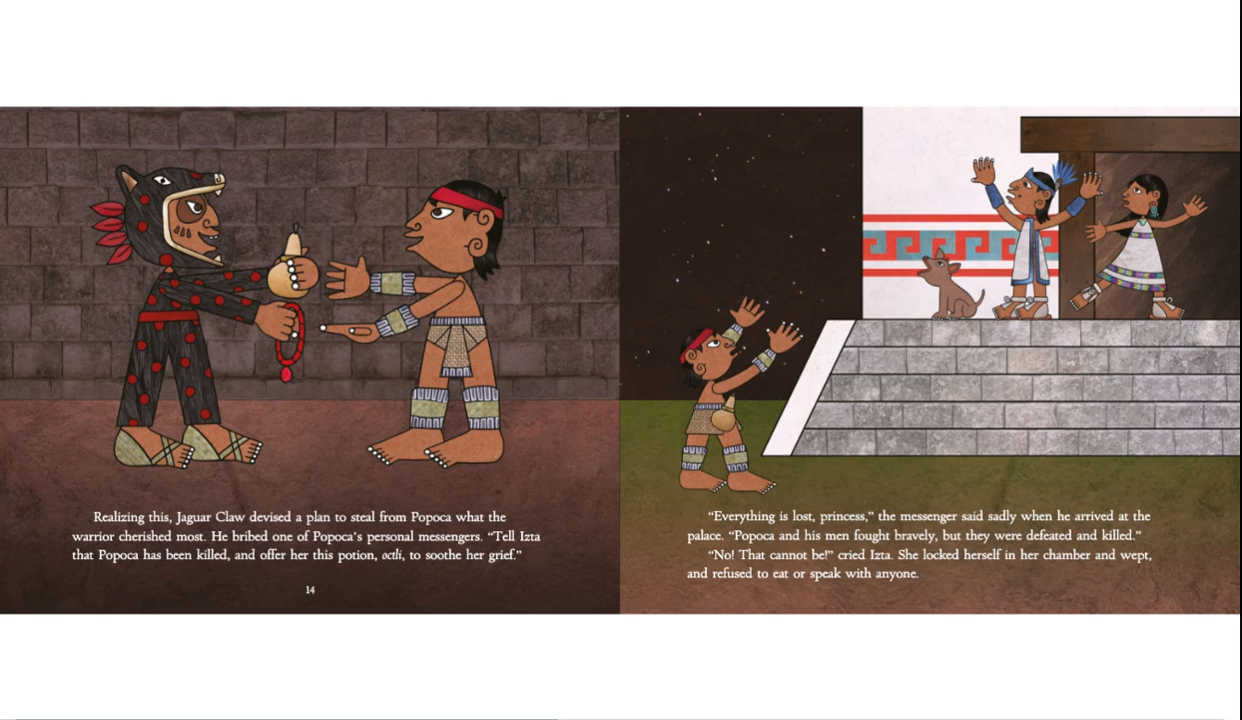 Realizing this, Jaguar Claw devised a plan to steal from Popoca what the
warrior cherished most. He bribed one of Popoca's personal messengers. “Tell Izta
that Popoca has been killed, and offer her this potion, octli, to soothe her grief.”
14
“Everything is lost, princess,” the messenger said sadly when he arrived at the
palace. “Popoca and his men fought bravely, but they were defeated and killed.”
“No! That cannot be!” cried Izta. She locked herself in her chamber and wept,
and refused to eat or speak with anyone.